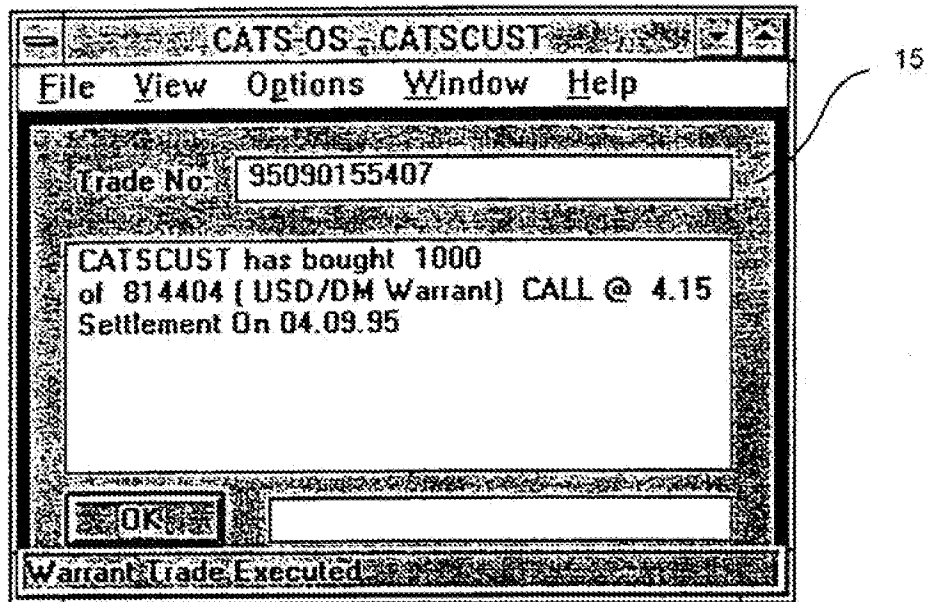 CATS-OS - CATSCUST
File View Options Window Help
15
Trade No: 95090155407
CATSCUST has bought 1000
of 814404 ( USD/DM Warrant) CALL @ 4.15
Settlement On 04.09.95
OK
Warrant Trade Executed